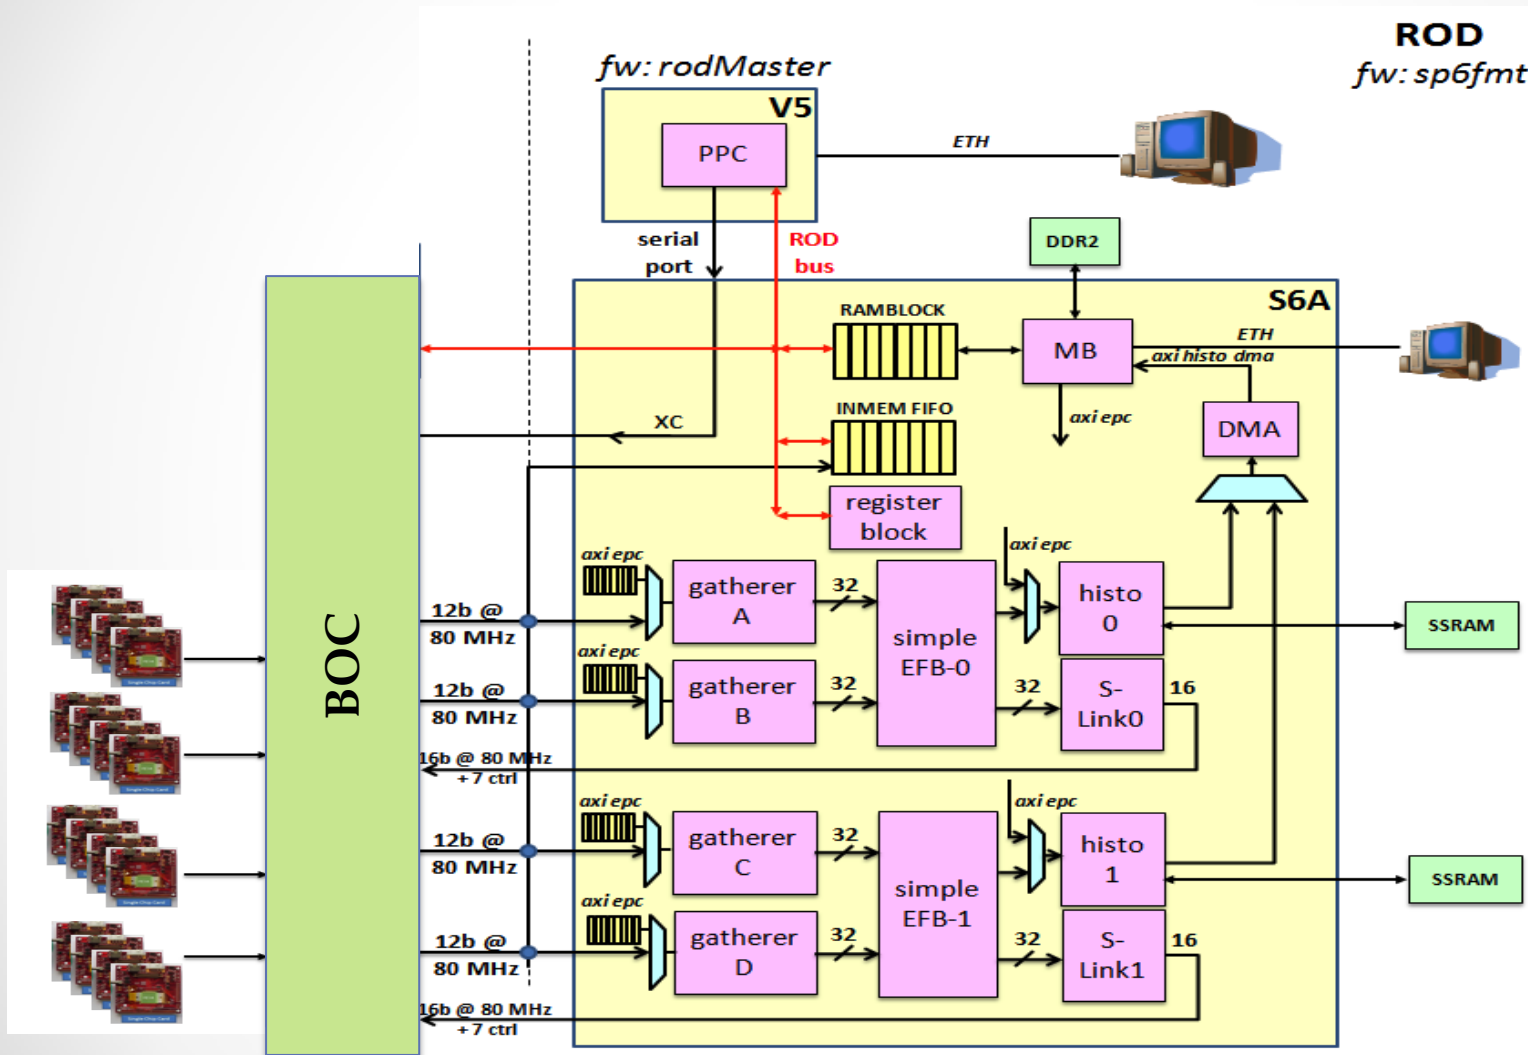 ROD
fw: sp6fmt
fw: rodMaster
V5
PPC
ETH
serial
port
ROD
bus
DDR2
S6A
RAMBLOCK
MB
ETH
axi histo dma
axi epc
INMEM FIFO
DMA
XC
register
block
BOC
axi epc
12b @
80 MHz
gatherer
A
32
simple
EFB-0
axi epc
histo
0
SSRAM
axi epc
12b @
80 MHz
gatherer
B
32
32
S-
Link0
16
16b @ 80 MHz
+ 7 ctrl
axi epc
12b @
80 MHz
gatherer
C
32
simple
EFB-1
axi epc
histo
1
SSRAM
axi epc
12b @
80 MHz
gatherer
D
32
32
S-
Link1
16
16b @ 80 MHz
+ 7 ctrl